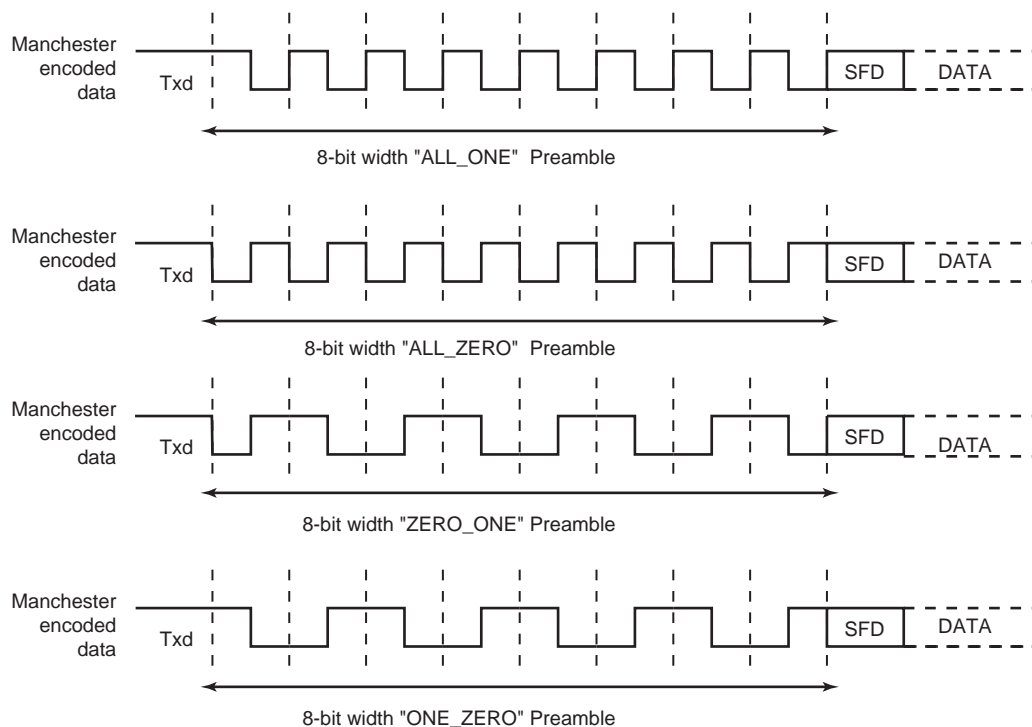 Manchester
encoded
data
Txd
SFD
DATA
8-bit width "ALL_ONE" Preamble
Manchester
encoded
data
Txd
SFD
DATA
8-bit width "ALL_ZERO" Preamble
Manchester
encoded
data
Txd
SFD
DATA
8-bit width "ZERO_ONE" Preamble
Manchester
encoded
data
Txd
SFD
DATA
8-bit width "ONE_ZERO" Preamble